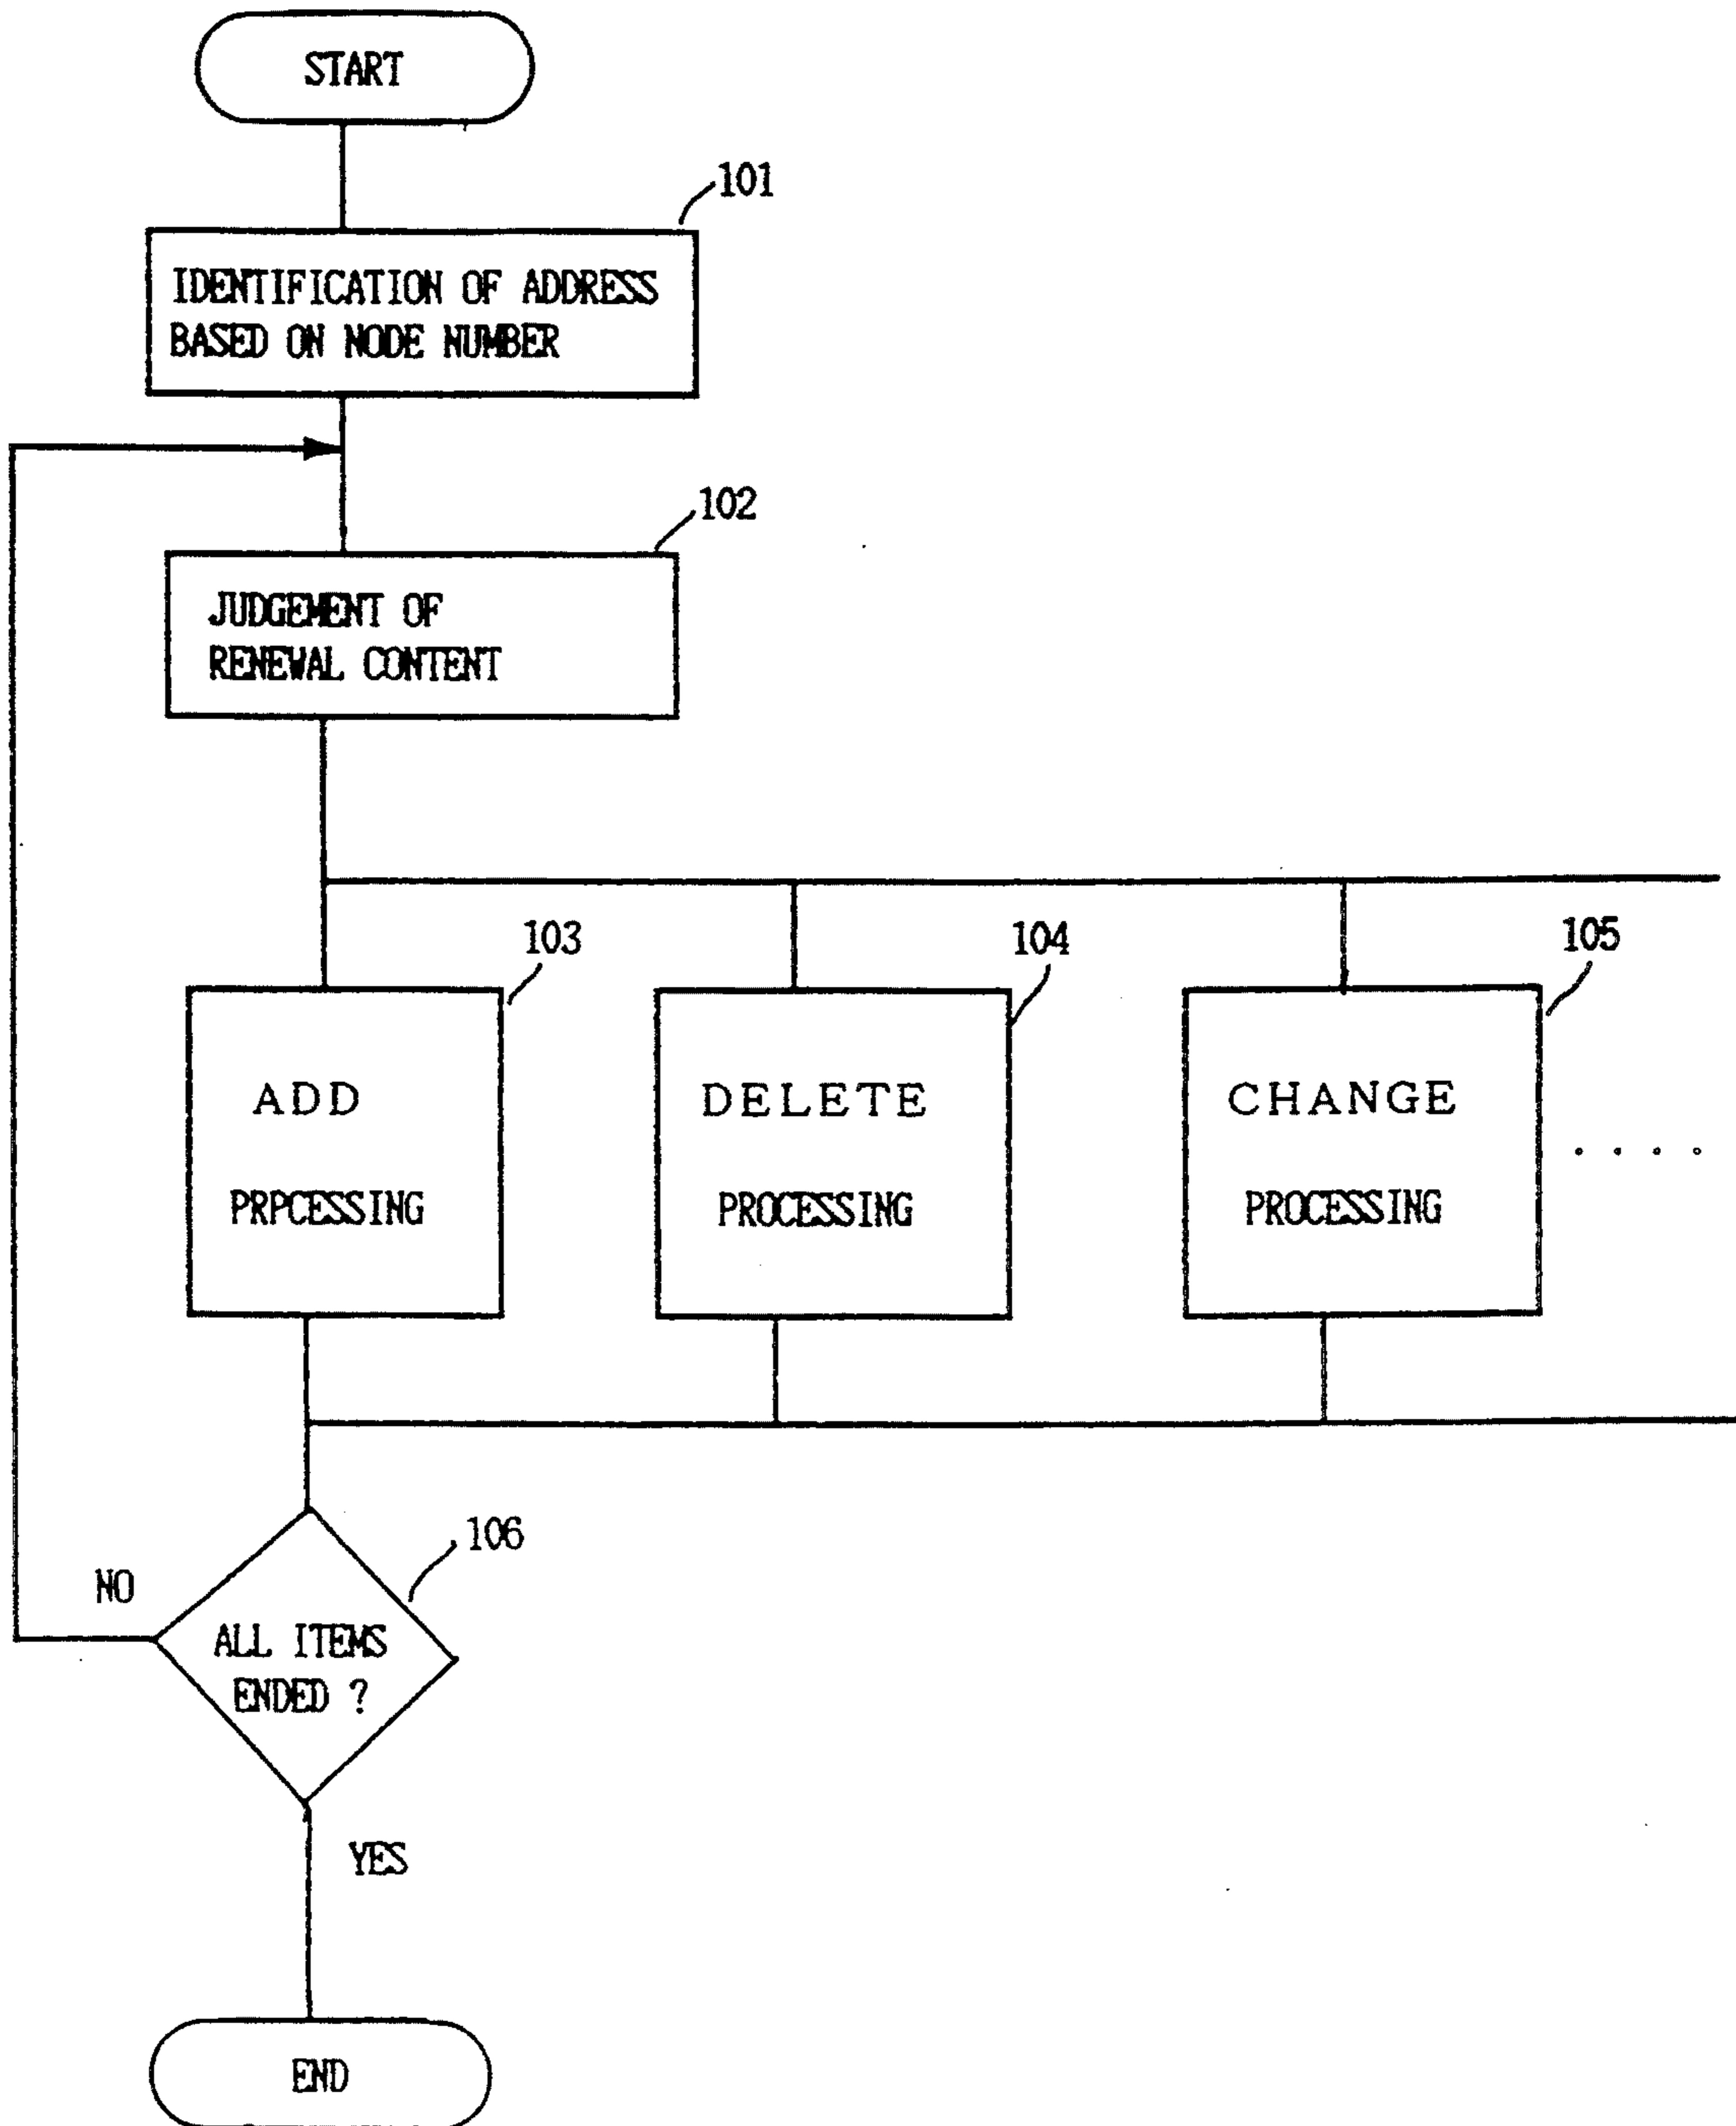 START
101
IDENTIFICATION OF ADDRESS
BASED ON NODE NUMBER
102
JUDGEMENT OF
RENEWAL CONTENT
103
104
105
ADD
PRPCESSING
DELETE
PROCESSING
CHANGE
PROCESSING
. . . .
106
NO
ALL ITEMS
ENDED ?
YES
END